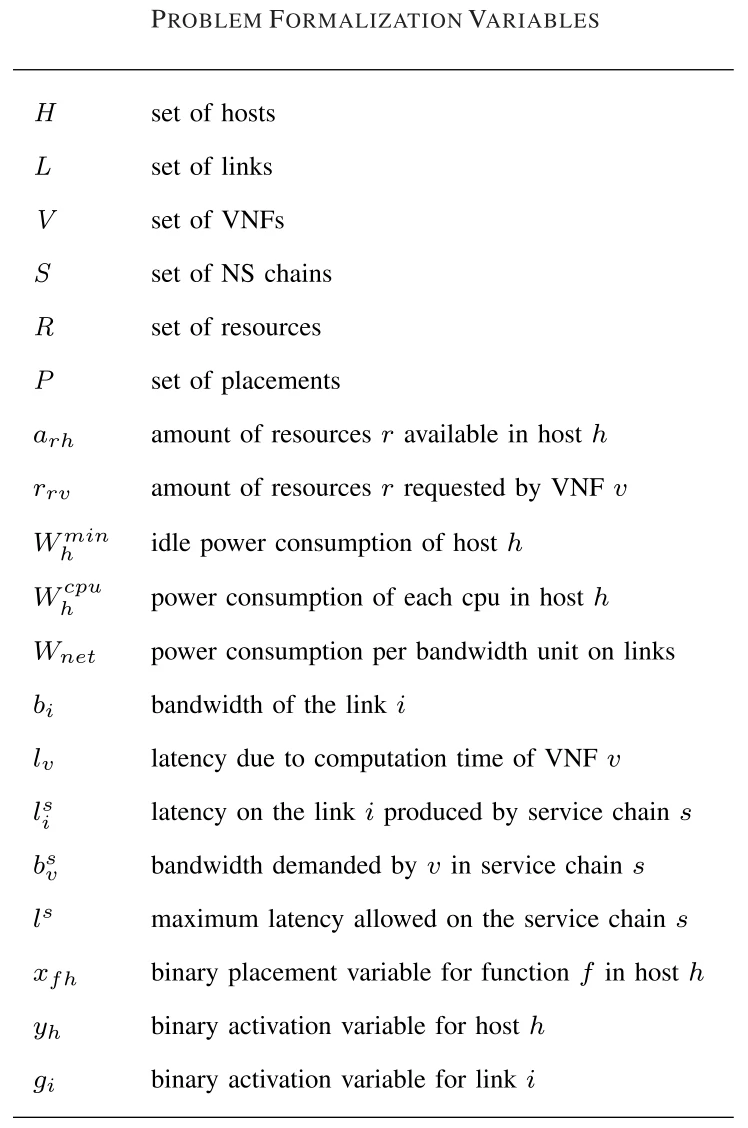 PROBLEM FORMALIZATION VARIABLES
H set of hosts
L set of links
V set of VNFs
S set of NS chains
R set of resources
P set of placements
a_{rh} amount of resources r available in host h
r_{rv} amount of resources r requested by VNF v
W_h^{min} idle power consumption of host h
W_h^{cpu} power consumption of each cpu in host h
W_{net} power consumption per bandwidth unit on links
b_i bandwidth of the link i
l_v latency due to computation time of VNF v
l_i^s latency on the link i produced by service chain s
b_v^s bandwidth demanded by v in service chain s
l^s maximum latency allowed on the service chain s
x_{fh} binary placement variable for function f in host h
y_h binary activation variable for host h
g_i binary activation variable for link i